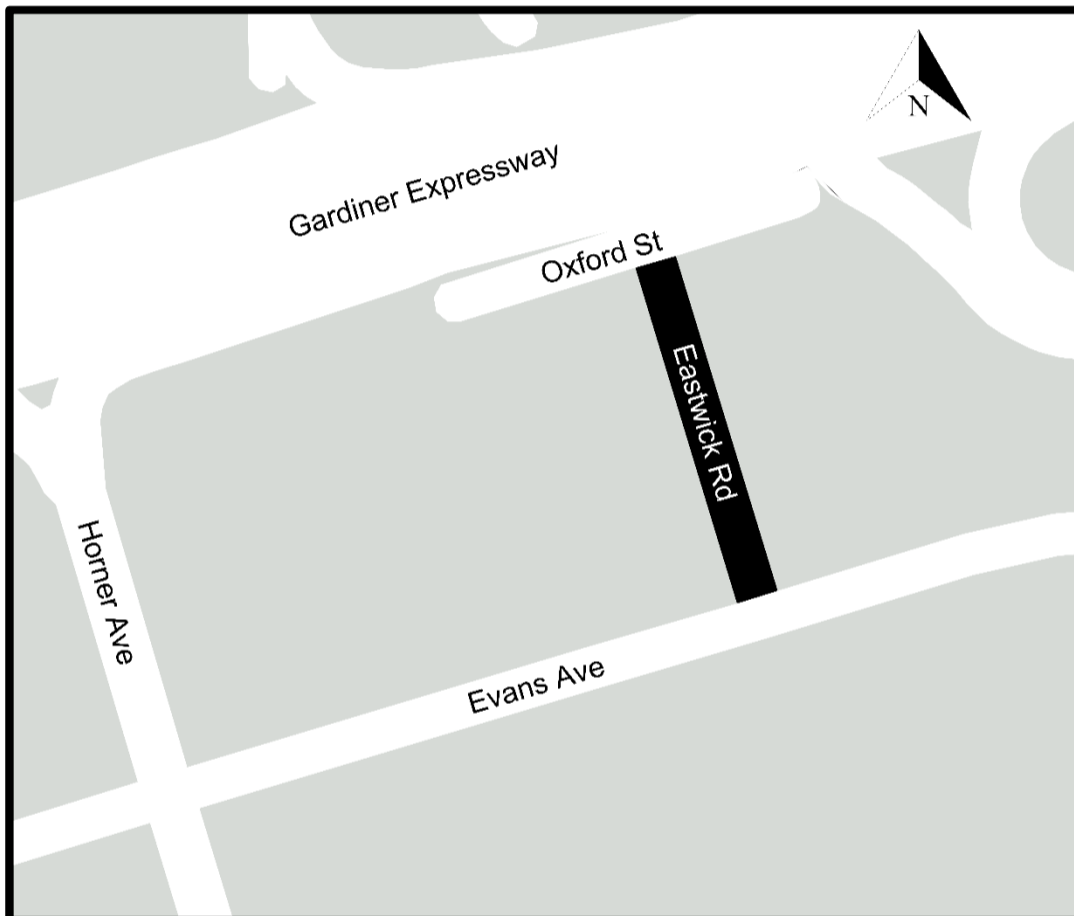 N
Gardiner Expressway
Oxford St
Eastwick Rd
Horner Ave
Evans Ave